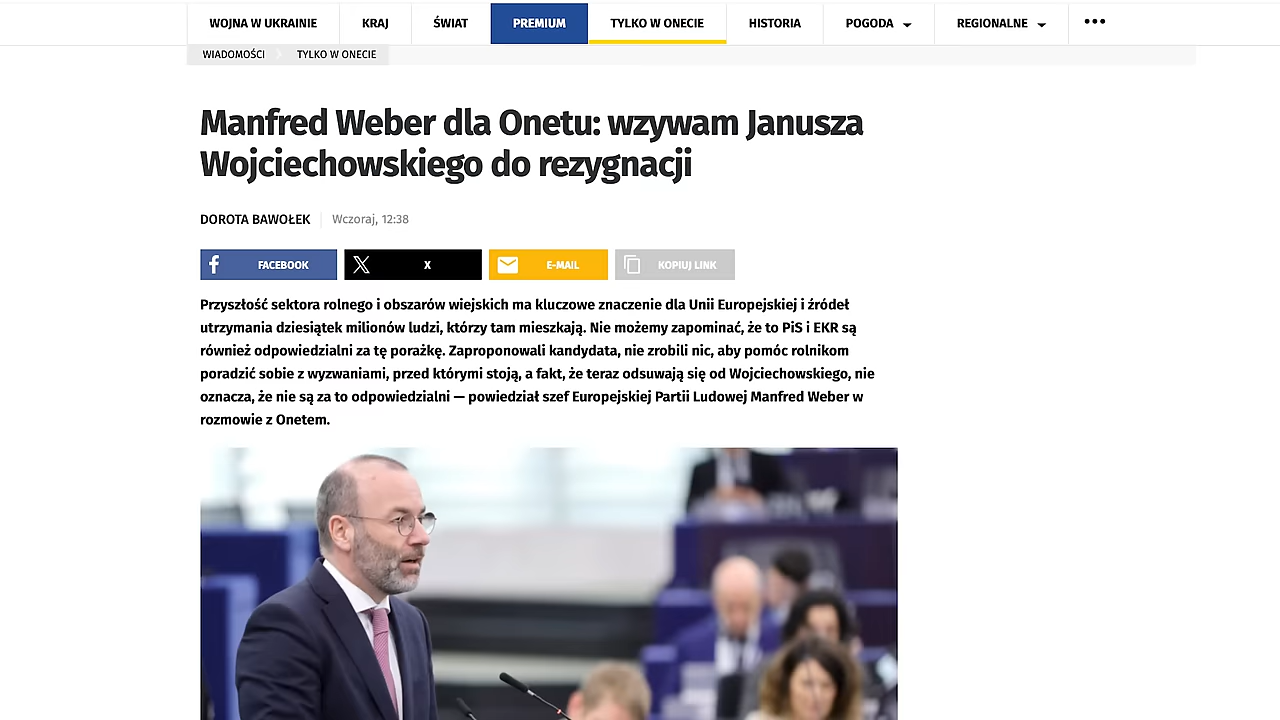 WOJNA W UKRAINIE KRAJ ŚWIAT PREMIUM TYLKO W ONECIE HISTORIA POGODA REGIONALNE
WIADOMOŚCI TYLKO W ONECIE
Manfred Weber dla Onetu: wzywam Janusza
Wojciechowskiego do rezygnacji
DOROTA BAWOŁEK Wczoraj, 12:38
FACEBOOK X E-MAIL KOPIUJ LINK
Przyszłość sektora rolnego i obszarów wiejskich ma kluczowe znaczenie dla Unii Europejskiej i źródeł
utrzymania dziesiątek milionów ludzi, którzy tam mieszkają. Nie możemy zapominać, że to PiS i EKR są
również odpowiedzialni za tę porażkę. Zaproponowali kandydata, nie zrobili nic, aby pomóc rolnikom
poradzić sobie z wyzwaniami, przed którymi stoją, a fakt, że teraz odsuwają się od Wojciechowskiego, nie
oznacza, że nie są za to odpowiedzialni — powiedział szef Europejskiej Partii Ludowej Manfred Weber w
rozmowie z Onetem.